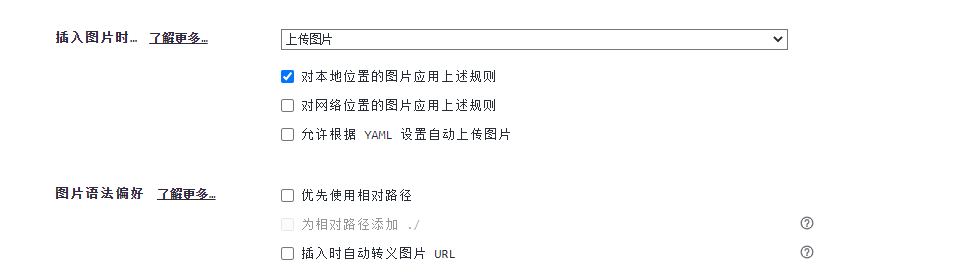 插入图片时… 了解更多… 上传图片
对本地位置的图片应用上述规则
对网络位置的图片应用上述规则
允许根据 YAML 设置自动上传图片
图片语法偏好 了解更多… 优先使用相对路径
为相对路径添加 ./
插入时自动转义图片 URL